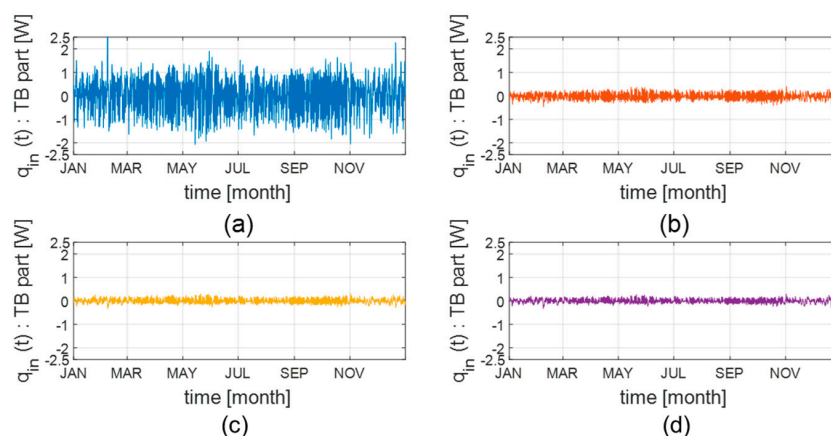 q_in (t) : TB part [W]
2.5
2
1
0
-1
-2
-2.5
JAN MAR MAY JUL SEP NOV
time [month]
(a)
q_in (t) : TB part [W]
2.5
2
1
0
-1
-2
-2.5
JAN MAR MAY JUL SEP NOV
time [month]
(b)
q_in (t) : TB part [W]
2.5
2
1
0
-1
-2
-2.5
JAN MAR MAY JUL SEP NOV
time [month]
(c)
q_in (t) : TB part [W]
2.5
2
1
0
-1
-2
-2.5
JAN MAR MAY JUL SEP NOV
time [month]
(d)